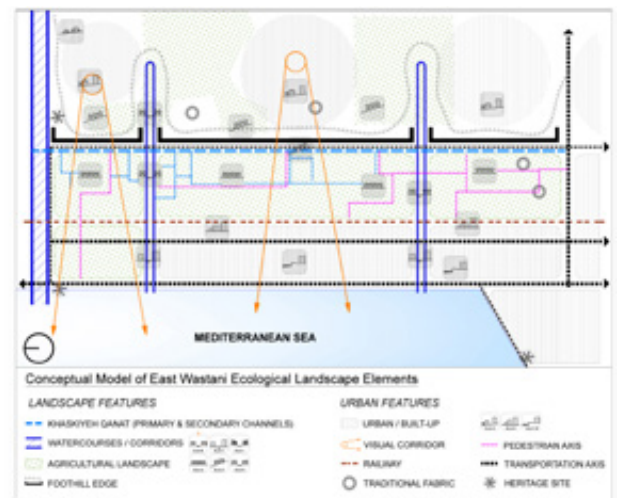 MEDITERRANEAN SEA
Conceptual Model of East Wastani Ecological Landscape Elements
LANDSCAPE FEATURES
KHASKIYEH QANAT (PRIMARY & SECONDARY CHANNELS)
WATERCOURSES / CORRIDORS
AGRICULTURAL LANDSCAPE
FOOTHILL EDGE
URBAN FEATURES
URBAN / BUILT-UP
VISUAL CORRIDOR
PEDESTRIAN AXIS
RAILWAY
TRANSPORTATION AXIS
TRADITIONAL FABRIC
HERITAGE SITE